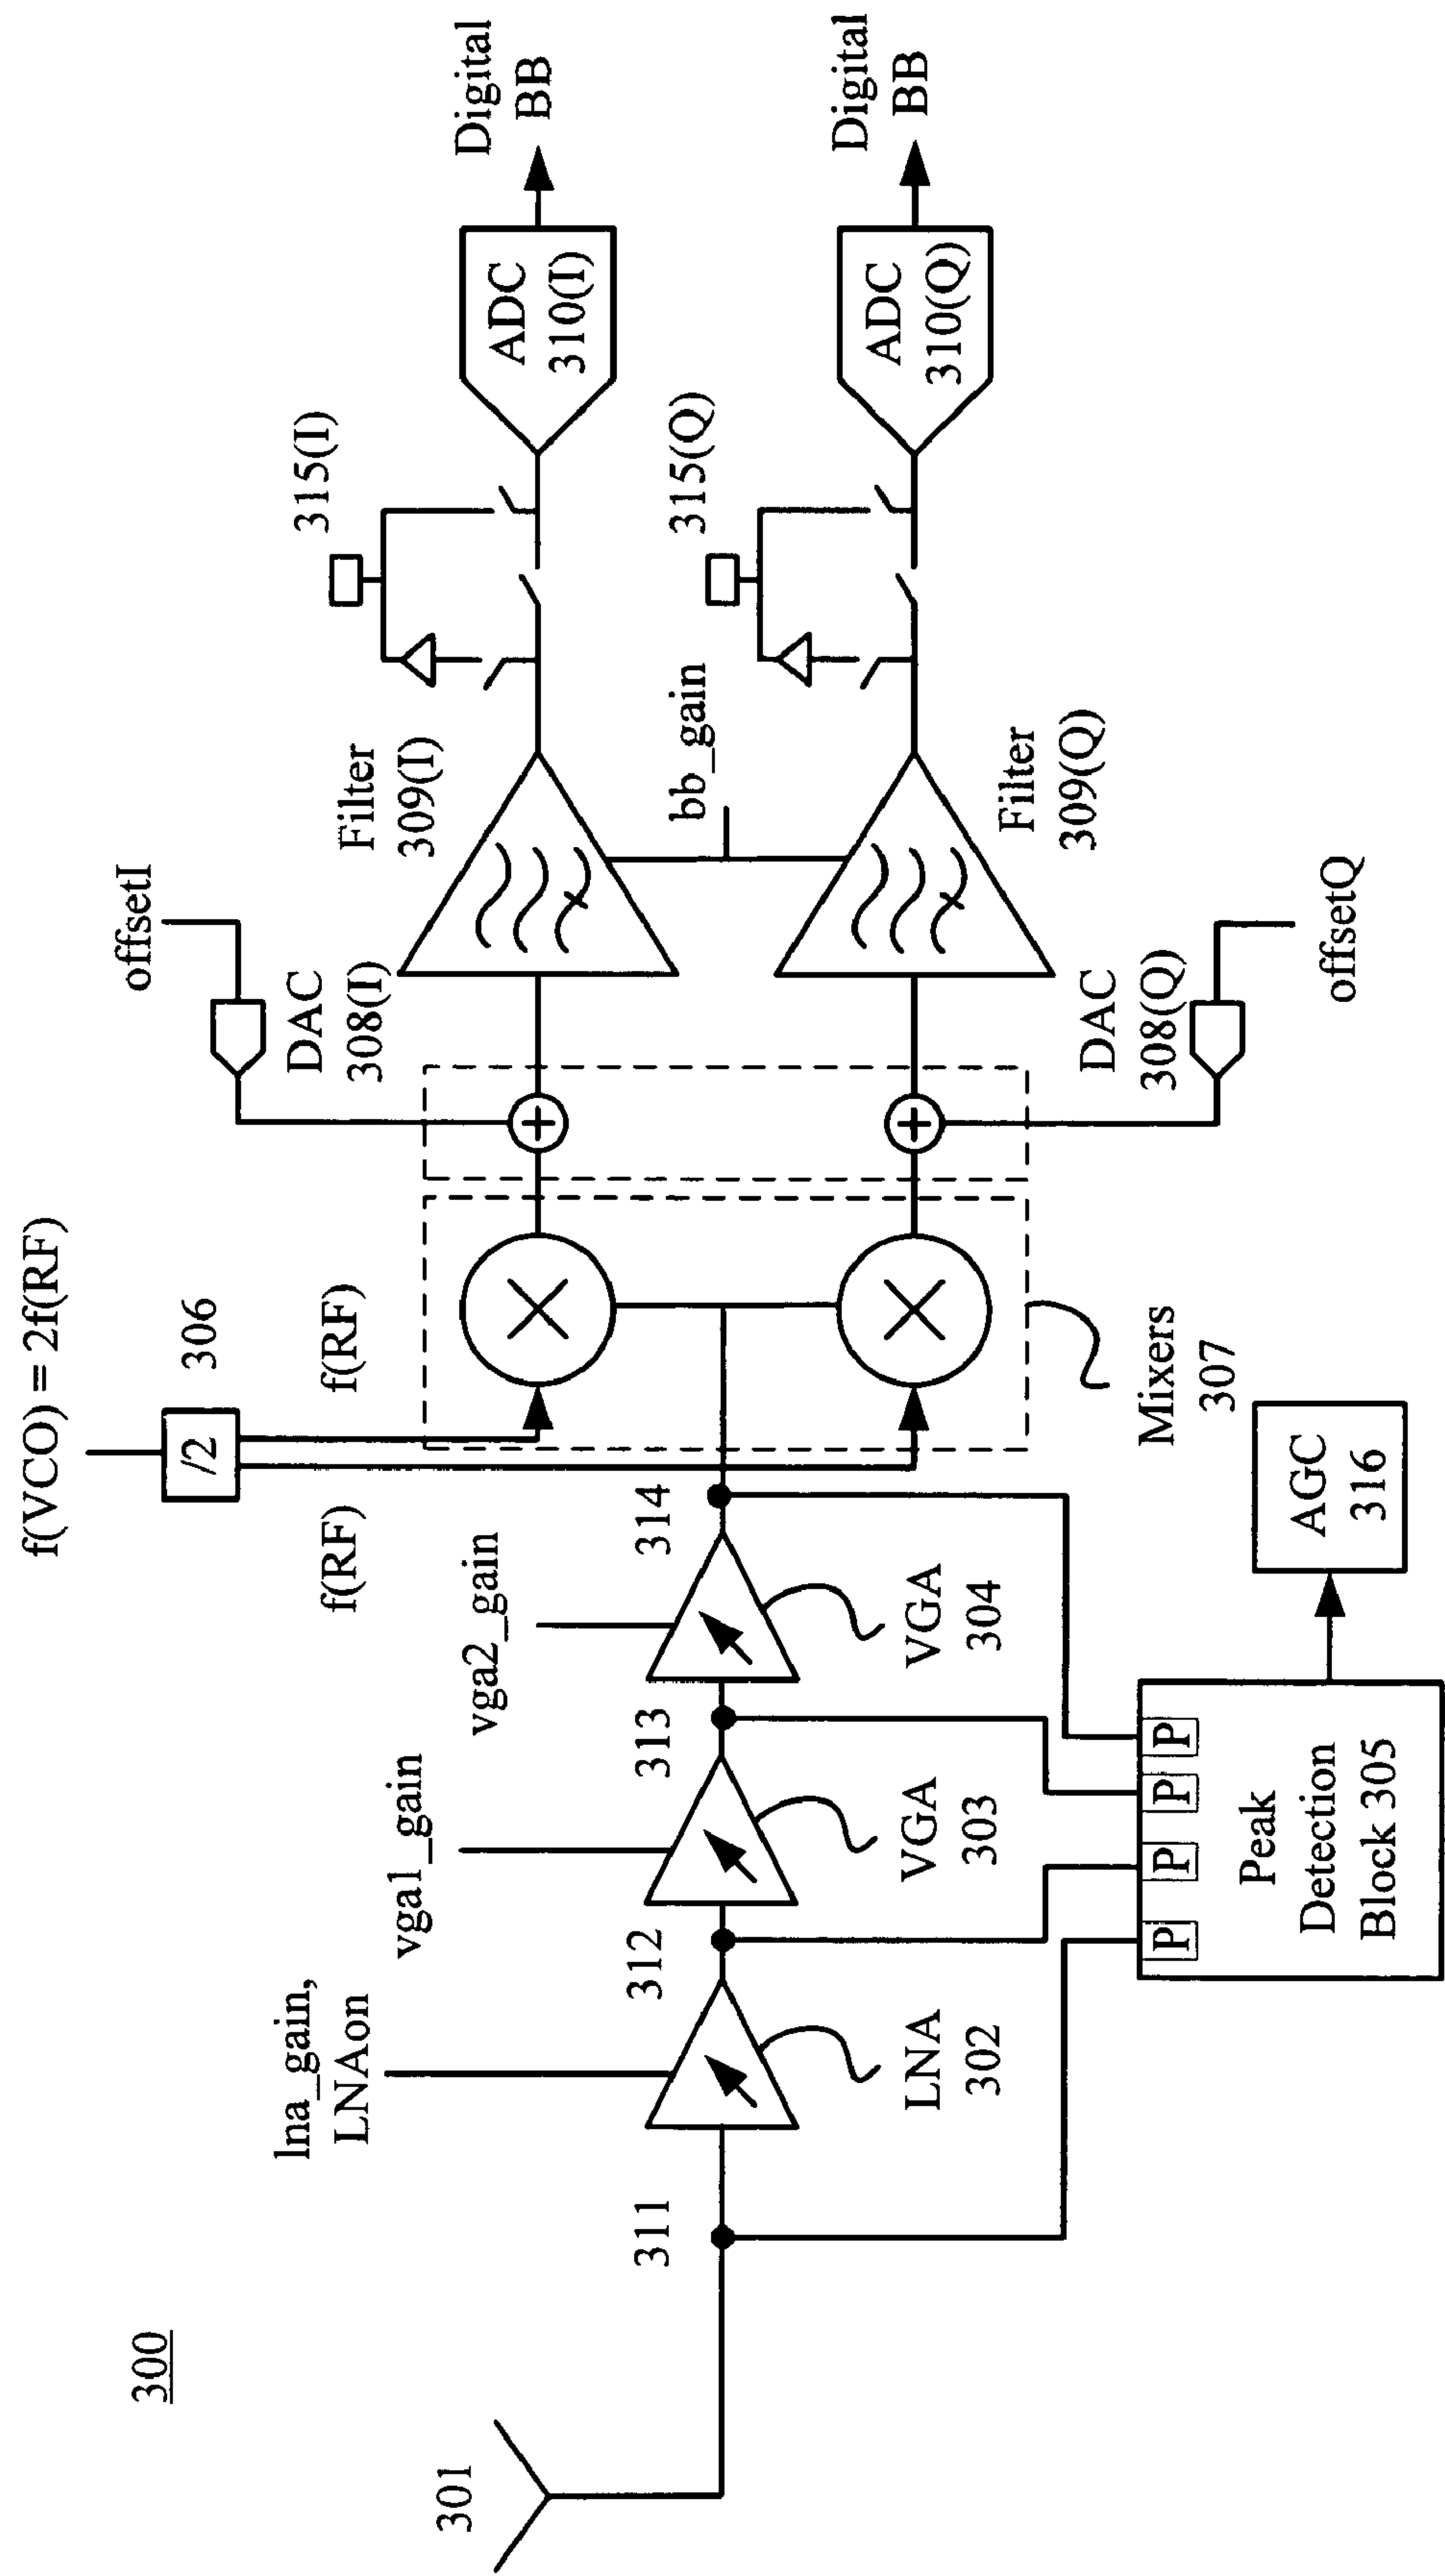 300
301
311
lna_gain,
LNAon
LNA
302
312
vga1_gain
VGA
303
313
vga2_gain
VGA
304
314
P
P
P
P
Peak
Detection
Block 305
AGC
316
f(VCO) = 2f(RF)
306
/2
f(RF)
f(RF)
Mixers
307
offsetI
DAC
308(I)
DAC
308(Q)
offsetQ
Filter
309(I)
bb_gain
Filter
309(Q)
315(I)
315(Q)
ADC
310(I)
ADC
310(Q)
Digital
BB
Digital
BB